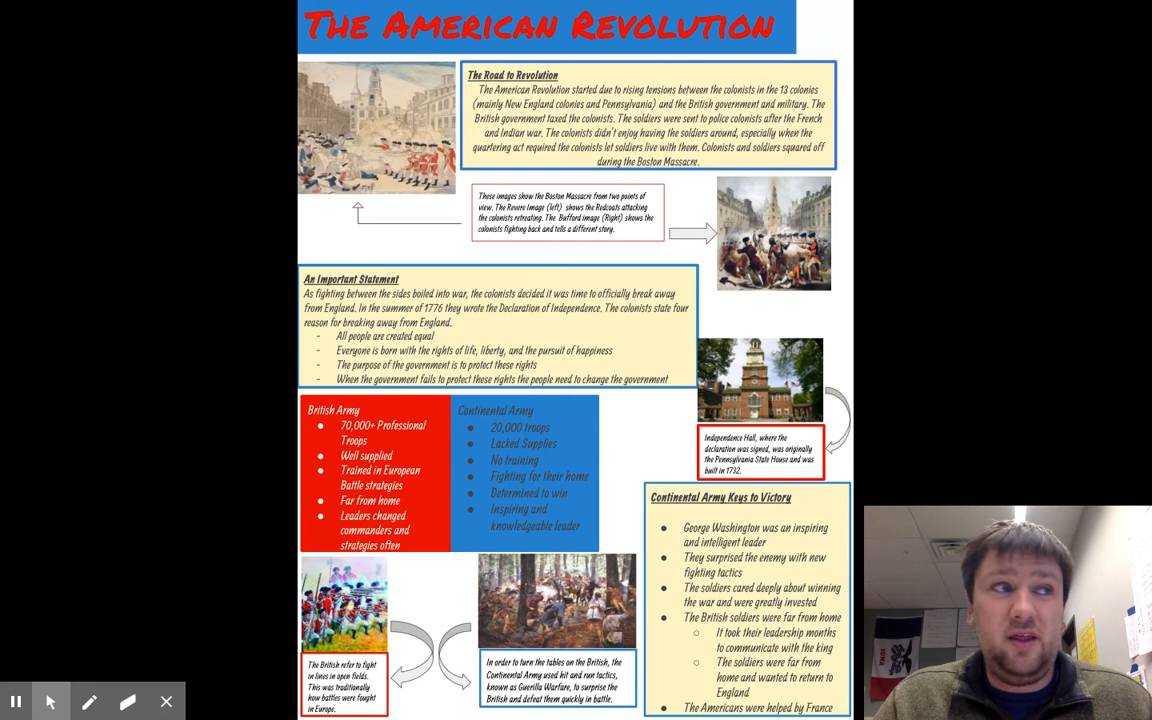 The American Revolution
The Road to Revolution
The American Revolution started due to rising tensions between the colonists in the 13 colonies
(mainly New England colonies and Pennsylvania) and the British government and military. The
British government taxed the colonists. The soldiers were sent to police colonists after the French
and Indian war. The colonists didn't enjoy having the soldiers around, especially when the
quartering act required the colonists let soldiers live with them. Colonists and soldiers squared off
during the Boston Massacre.
These images show the Boston Massacre from two points of
view. The Revere Image (left) shows the Redcoats attacking
the colonists retreating. The Bufford image (Right) shows the
colonists fighting back and tells a different story.
An Important Statement
As fighting between the sides boiled into war, the colonists decided it was time to officially break away
from England. In the summer of 1776 they wrote the Declaration of Independence. The colonists state four
reason for breaking away from England.
- All people are created equal
- Everyone is born with the rights of life, liberty, and the pursuit of happiness
- The purpose of the government is to protect these rights
- When the government fails to protect these rights the people need to change the government
Independence Hall, where the
declaration was signed, was originally
the Pennsylvania State House and was
built in 1732.
British Army
● 70,000+ Professional
Troops
● Well supplied
● Trained in European
Battle strategies
● Far from home
● Leaders changed
commanders and
strategies often
Continental Army
● 20,000 troops
● Lacked Supplies
● No training
● Fighting for their home
● Determined to win
● Inspiring and
knowledgeable leader
Continental Army Keys to Victory
● George Washington was an inspiring
and intelligent leader
● They surprised the enemy with new
fighting tactics
● The soldiers cared deeply about winning
the war and were greatly invested
● The British soldiers were far from home
○ It took their leadership months
to communicate with the king
○ The soldiers were far from
home and wanted to return to
England
● The Americans were helped by France
The British refer to fight
in lines in open fields.
This was traditionally
how battles were fought
in Europe.
In order to turn the tables on the British, the
Continental Army used hit and run tactics,
known as Guerilla Warfare, to surprise the
British and defeat them quickly in battle.
IOWA